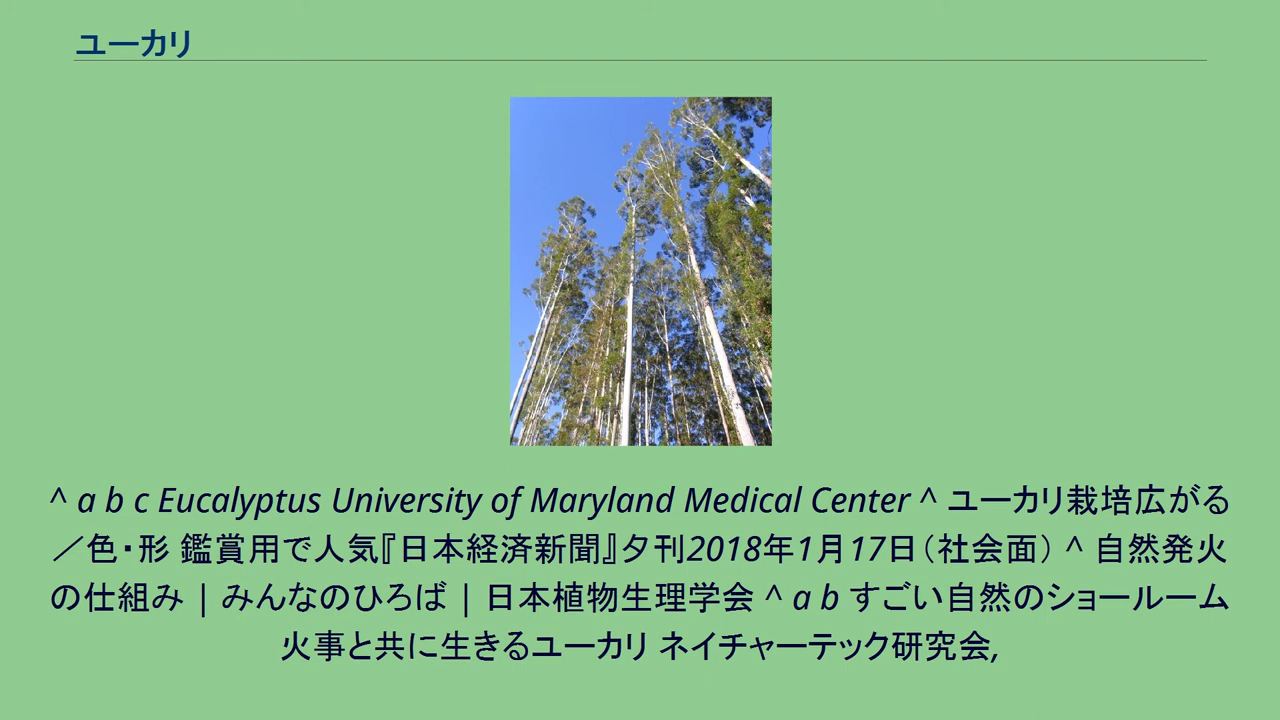 ユーカリ
^ a b c Eucalyptus University of Maryland Medical Center ^ ユーカリ栽培広がる
／色・形 鑑賞用で人気『日本経済新聞』夕刊2018年1月17日（社会面） ^ 自然発火
の仕組み | みんなのひろば | 日本植物生理学会 ^ a b すごい自然のショールーム
火事と共に生きるユーカリ ネイチャーテック研究会,